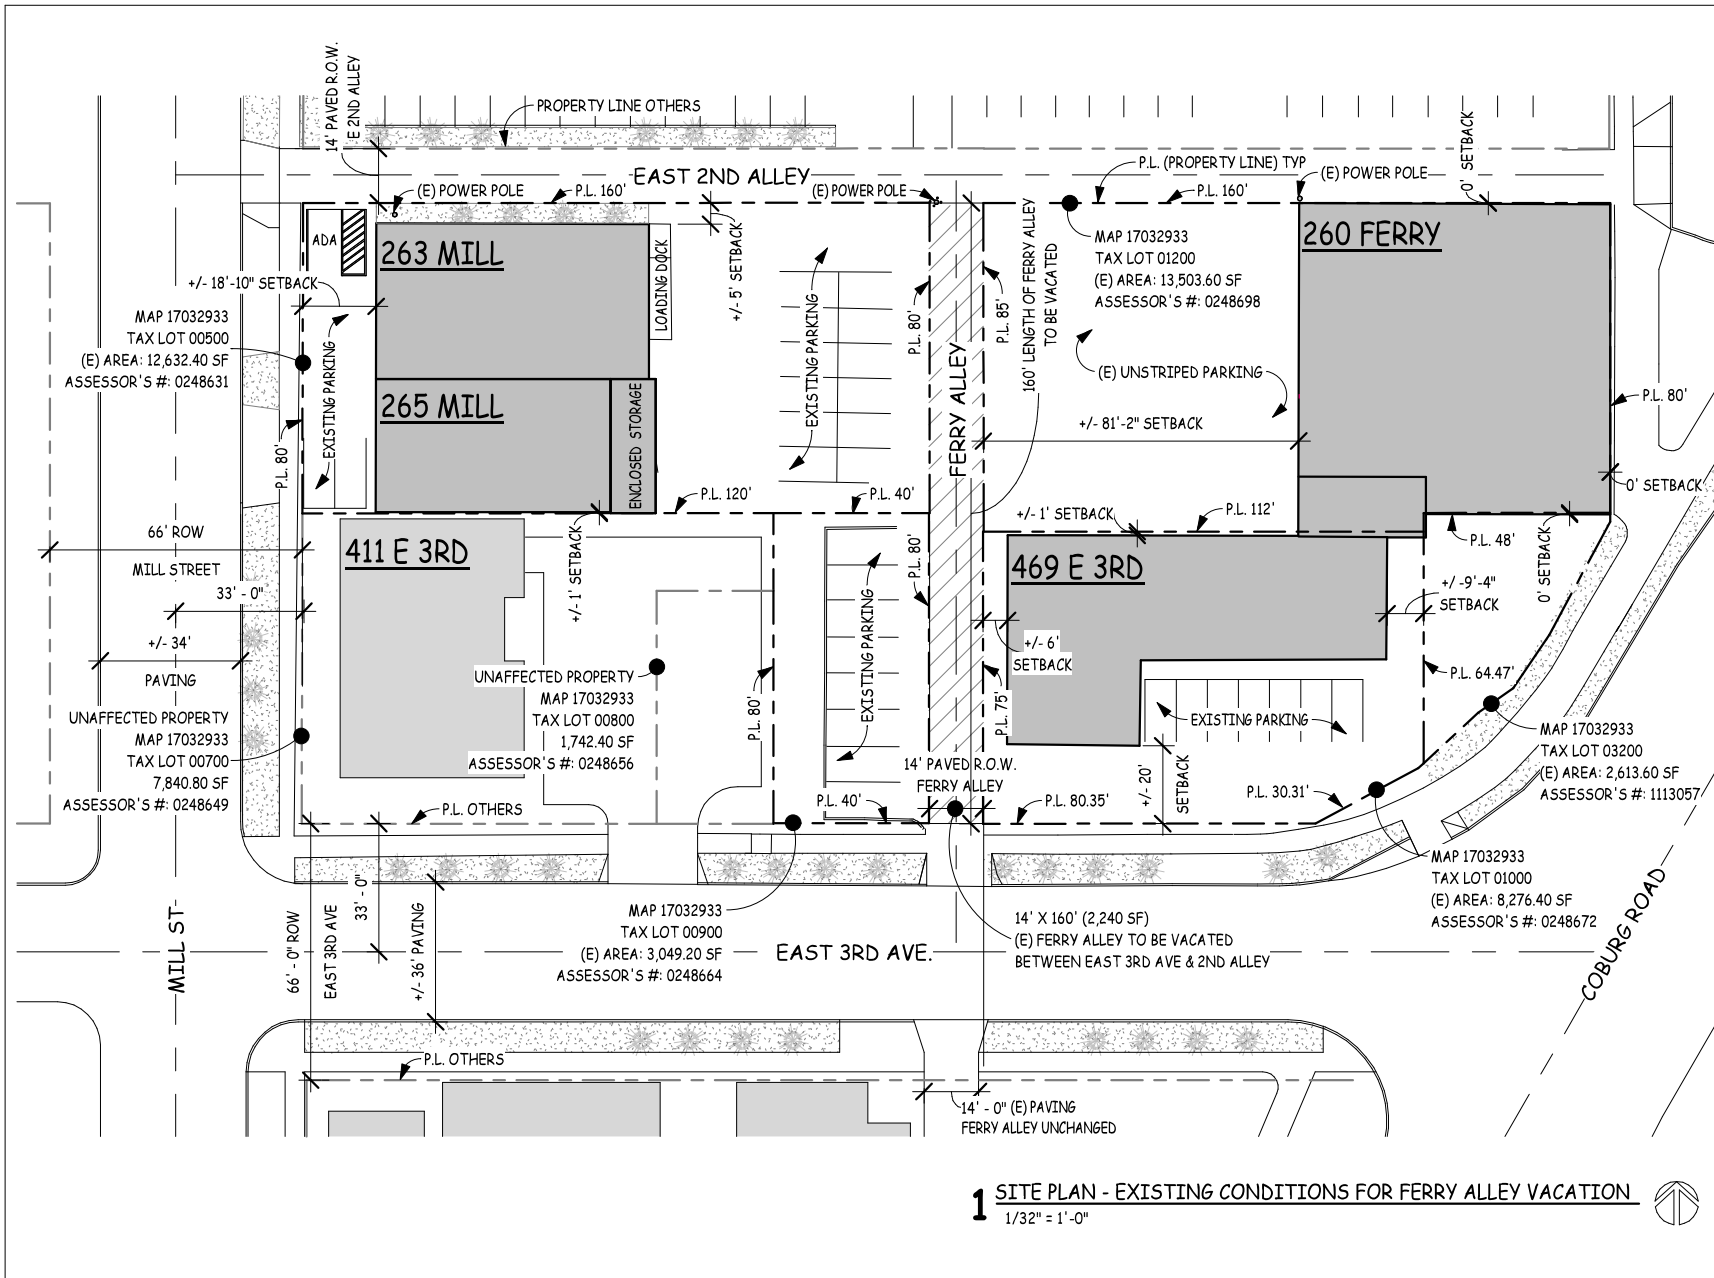 14' PAVED R.O.W.
E 2ND ALLEY
PROPERTY LINE OTHERS
EAST 2ND ALLEY
P.L. (PROPERTY LINE) TYP
0' SETBACK
(E) POWER POLE
P.L. 160'
(E) POWER POLE
P.L. 160'
(E) POWER POLE
ADA
263 MILL
LOADING DOCK
+/- 5' SETBACK
+/- 18'-10" SETBACK
MAP 17032933
TAX LOT 00500
(E) AREA: 12,632.40 SF
ASSESSOR'S #: 0248631
EXISTING PARKING
P.L. 80'
265 MILL
ENCLOSED STORAGE
EXISTING PARKING
P.L. 80'
FERRY ALLEY
P.L. 85'
160' LENGTH OF FERRY ALLEY
TO BE VACATED
MAP 17032933
TAX LOT 01200
(E) AREA: 13,503.60 SF
ASSESSOR'S #: 0248698
(E) UNSTRIPED PARKING
+/- 81'-2" SETBACK
260 FERRY
P.L. 80'
0' SETBACK
P.L. 120'
P.L. 40'
+/- 1' SETBACK
P.L. 112'
P.L. 48'
0' SETBACK
66' ROW
MILL STREET
33' - 0"
+/- 34'
PAVING
411 E 3RD
+/- 1' SETBACK
P.L. 80'
EXISTING PARKING
469 E 3RD
+/- 6'
SETBACK
+/ -9'-4"
SETBACK
P.L. 64.47'
UNAFFECTED PROPERTY
MAP 17032933
TAX LOT 00800
1,742.40 SF
ASSESSOR'S #: 0248656
P.L. 80'
P.L. 75'
EXISTING PARKING
UNAFFECTED PROPERTY
MAP 17032933
TAX LOT 00700
7,840.80 SF
ASSESSOR'S #: 0248649
MAP 17032933
TAX LOT 03200
(E) AREA: 2,613.60 SF
ASSESSOR'S #: 1113057
14' PAVED R.O.W.
FERRY ALLEY
+/- 20'
SETBACK
P.L. OTHERS
P.L. 40'
P.L. 80.35'
P.L. 30.31'
MAP 17032933
TAX LOT 01000
(E) AREA: 8,276.40 SF
ASSESSOR'S #: 0248672
MILL ST
66' - 0" ROW
EAST 3RD AVE
33' - 0"
+/- 36' PAVING
MAP 17032933
TAX LOT 00900
(E) AREA: 3,049.20 SF
ASSESSOR'S #: 0248664
EAST 3RD AVE.
14' X 160' (2,240 SF)
(E) FERRY ALLEY TO BE VACATED
BETWEEN EAST 3RD AVE & 2ND ALLEY
COBURG ROAD
P.L. OTHERS
14' - 0" (E) PAVING
FERRY ALLEY UNCHANGED
1 SITE PLAN - EXISTING CONDITIONS FOR FERRY ALLEY VACATION
1/32" = 1'-0"